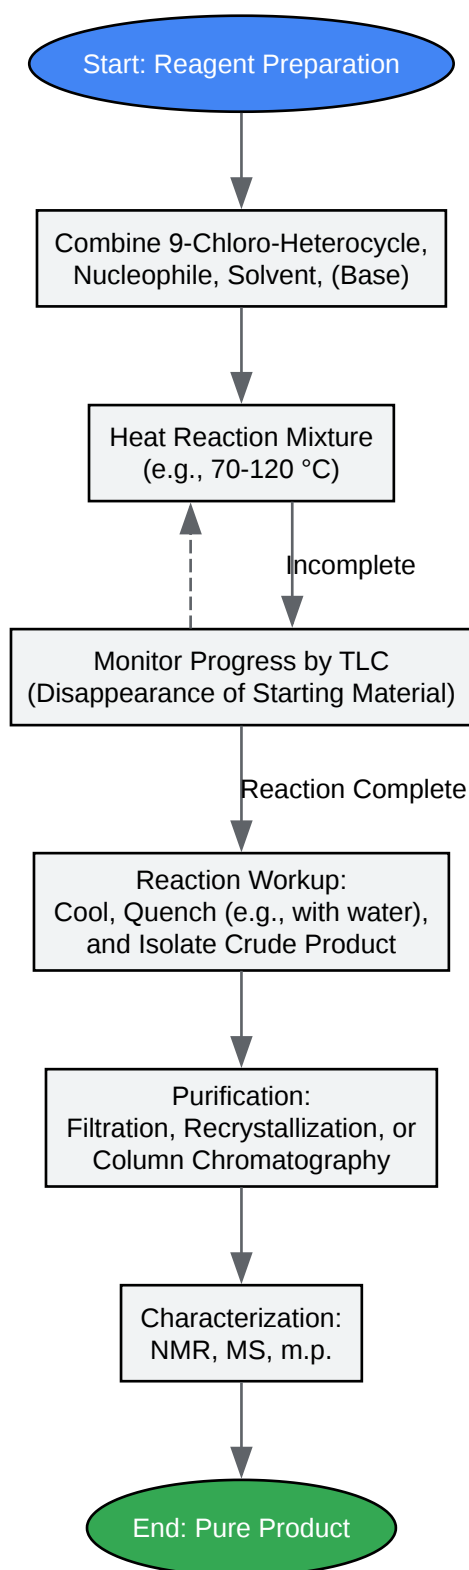 Start: Reagent Preparation
Combine 9-Chloro-Heterocycle,
Nucleophile, Solvent, (Base)
Heat Reaction Mixture
(e.g., 70-120 °C)
Incomplete
Monitor Progress by TLC
(Disappearance of Starting Material)
Reaction Complete
Reaction Workup:
Cool, Quench (e.g., with water),
and Isolate Crude Product
Purification:
Filtration, Recrystallization, or
Column Chromatography
Characterization:
NMR, MS, m.p.
End: Pure Product